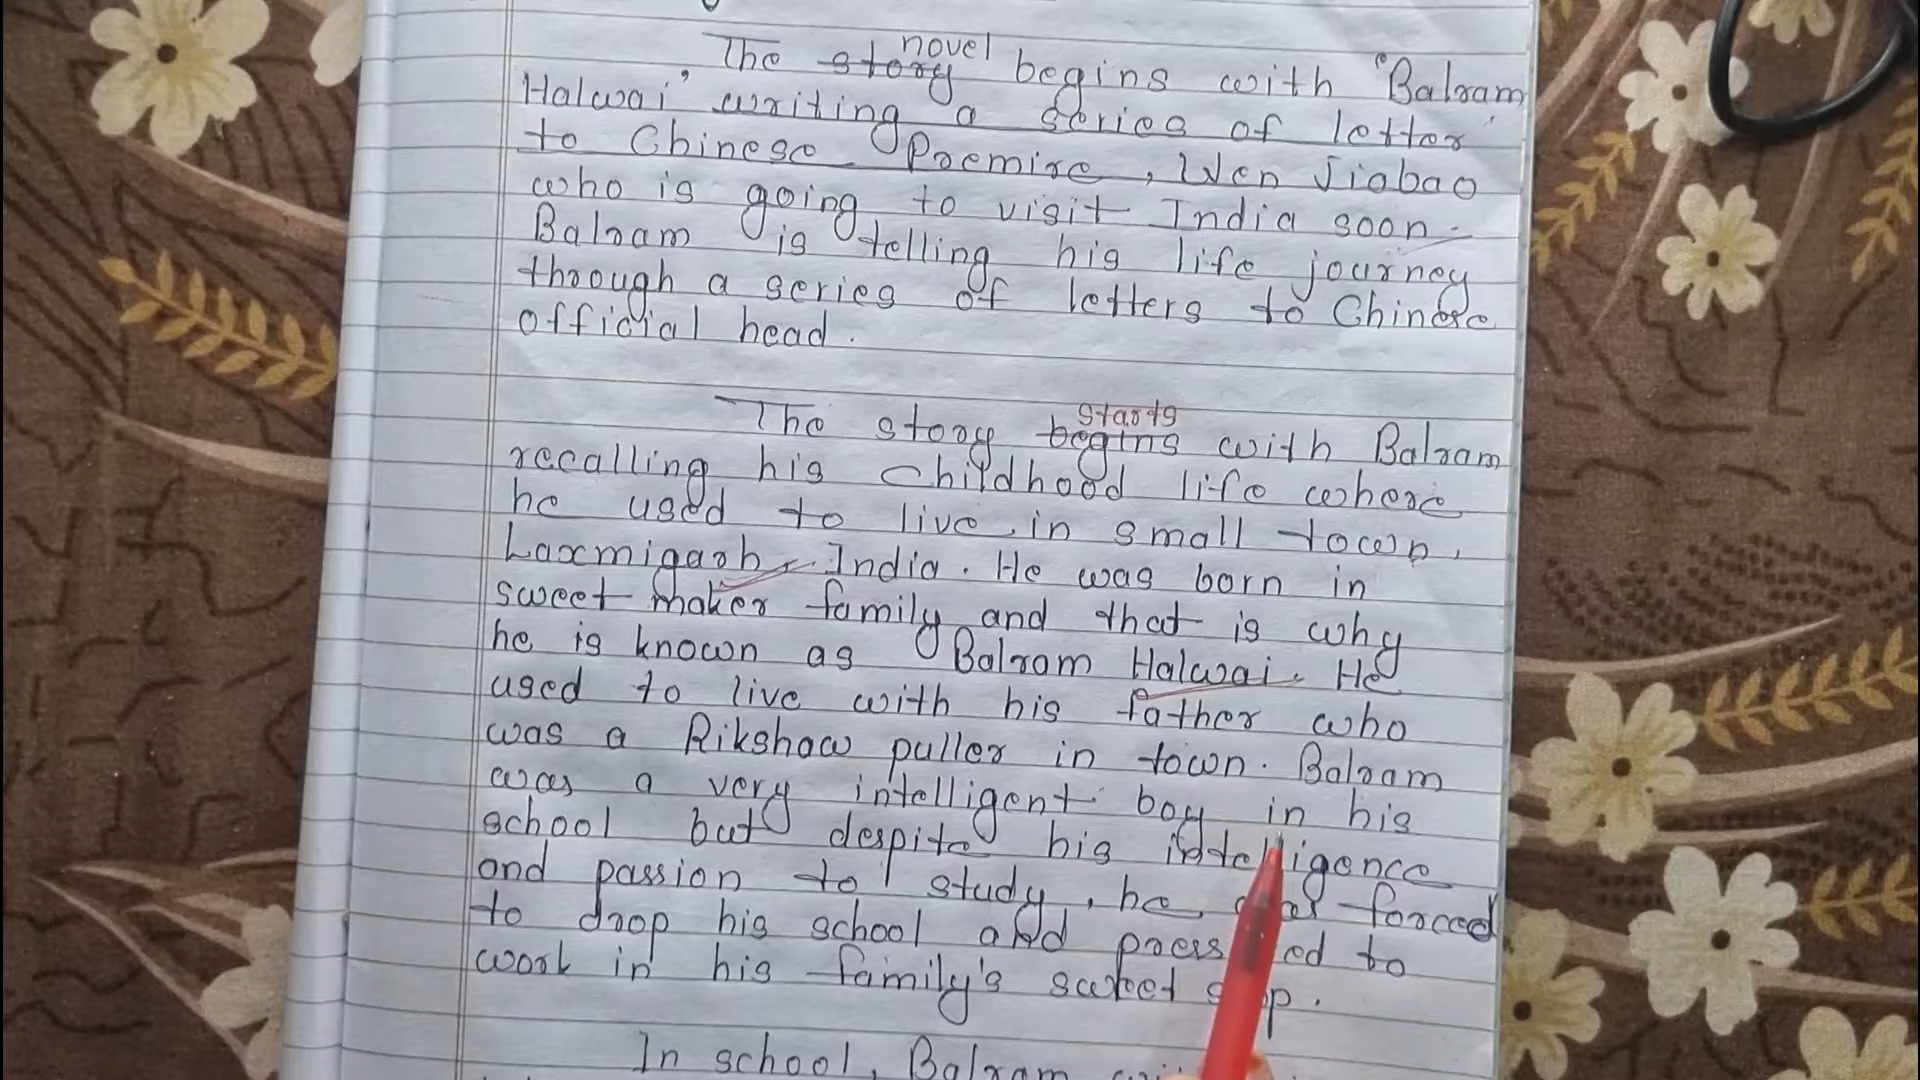 The story novel begins with "Balram
Halwai" writing a series of letter
to Chinese Premire, Wen Jiabao
who is going to visit India soon.
Balram is telling his life journey
through a series of letters to Chinese
official head.
The story begins starts with Balram
recalling his childhood life where
he used to live in small town,
Laxmigarh, India. He was born in
sweet maker family and that is why
he is known as Balram Halwai. He
used to live with his father who
was a Rikshaw puller in town. Balram
was a very intelligent boy in his
school but despite his intelligence
and passion to study, he was forced
to drop his school and to
work in his family's sweet
In school, Balram